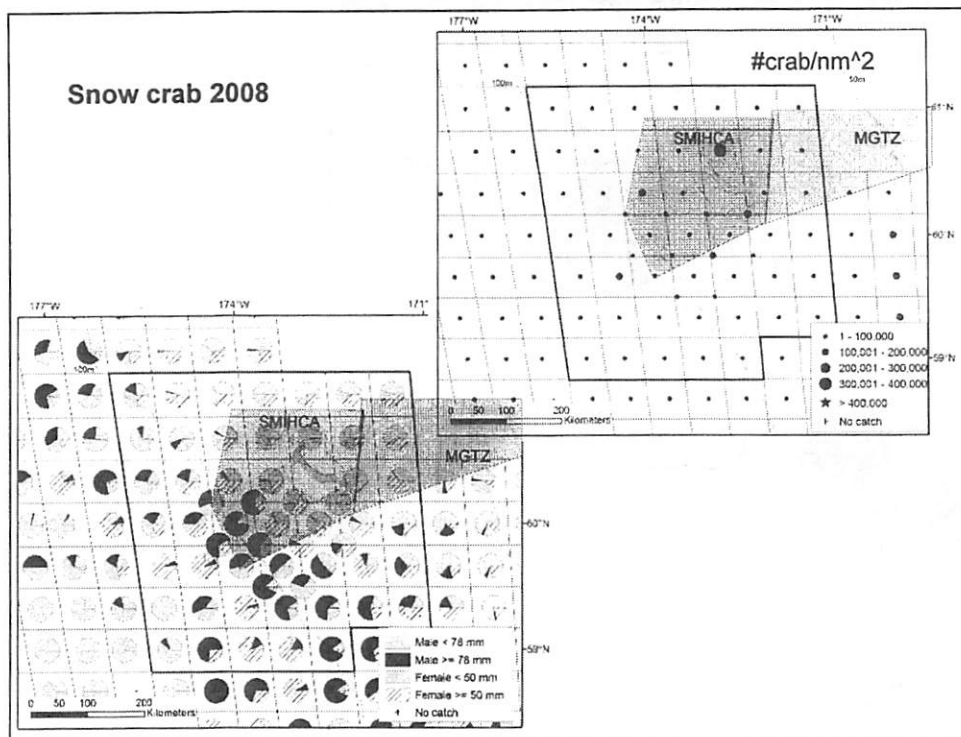 Snow crab 2008
177°W
174°W
171°W
#crab/nm^2
100m
50m
61°N
SMIHCA
MGTZ
60°N
59°N
1 - 100,000
100,001 - 200,000
200,001 - 300,000
300,001 - 400,000
> 400,000
No catch
0 50 100 200
Kilometers
177°W
174°W
171°
100m
SMIHCA
MGTZ
60°N
59°N
Male < 78 mm
Male >= 78 mm
Female < 50 mm
Female >= 50 mm
No catch
0 50 100 200
Kilometers